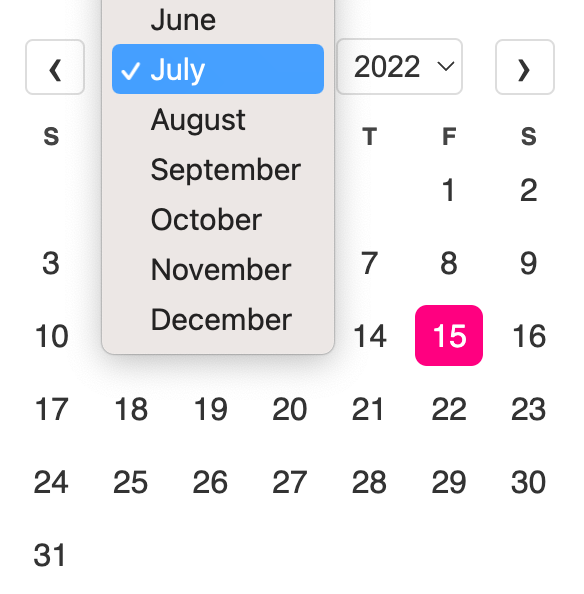 June
❮ ✓ July 2022 ❯
August
S T F S
September
1 2
October
3 November 7 8 9
December
10 14 15 16
17 18 19 20 21 22 23
24 25 26 27 28 29 30
31